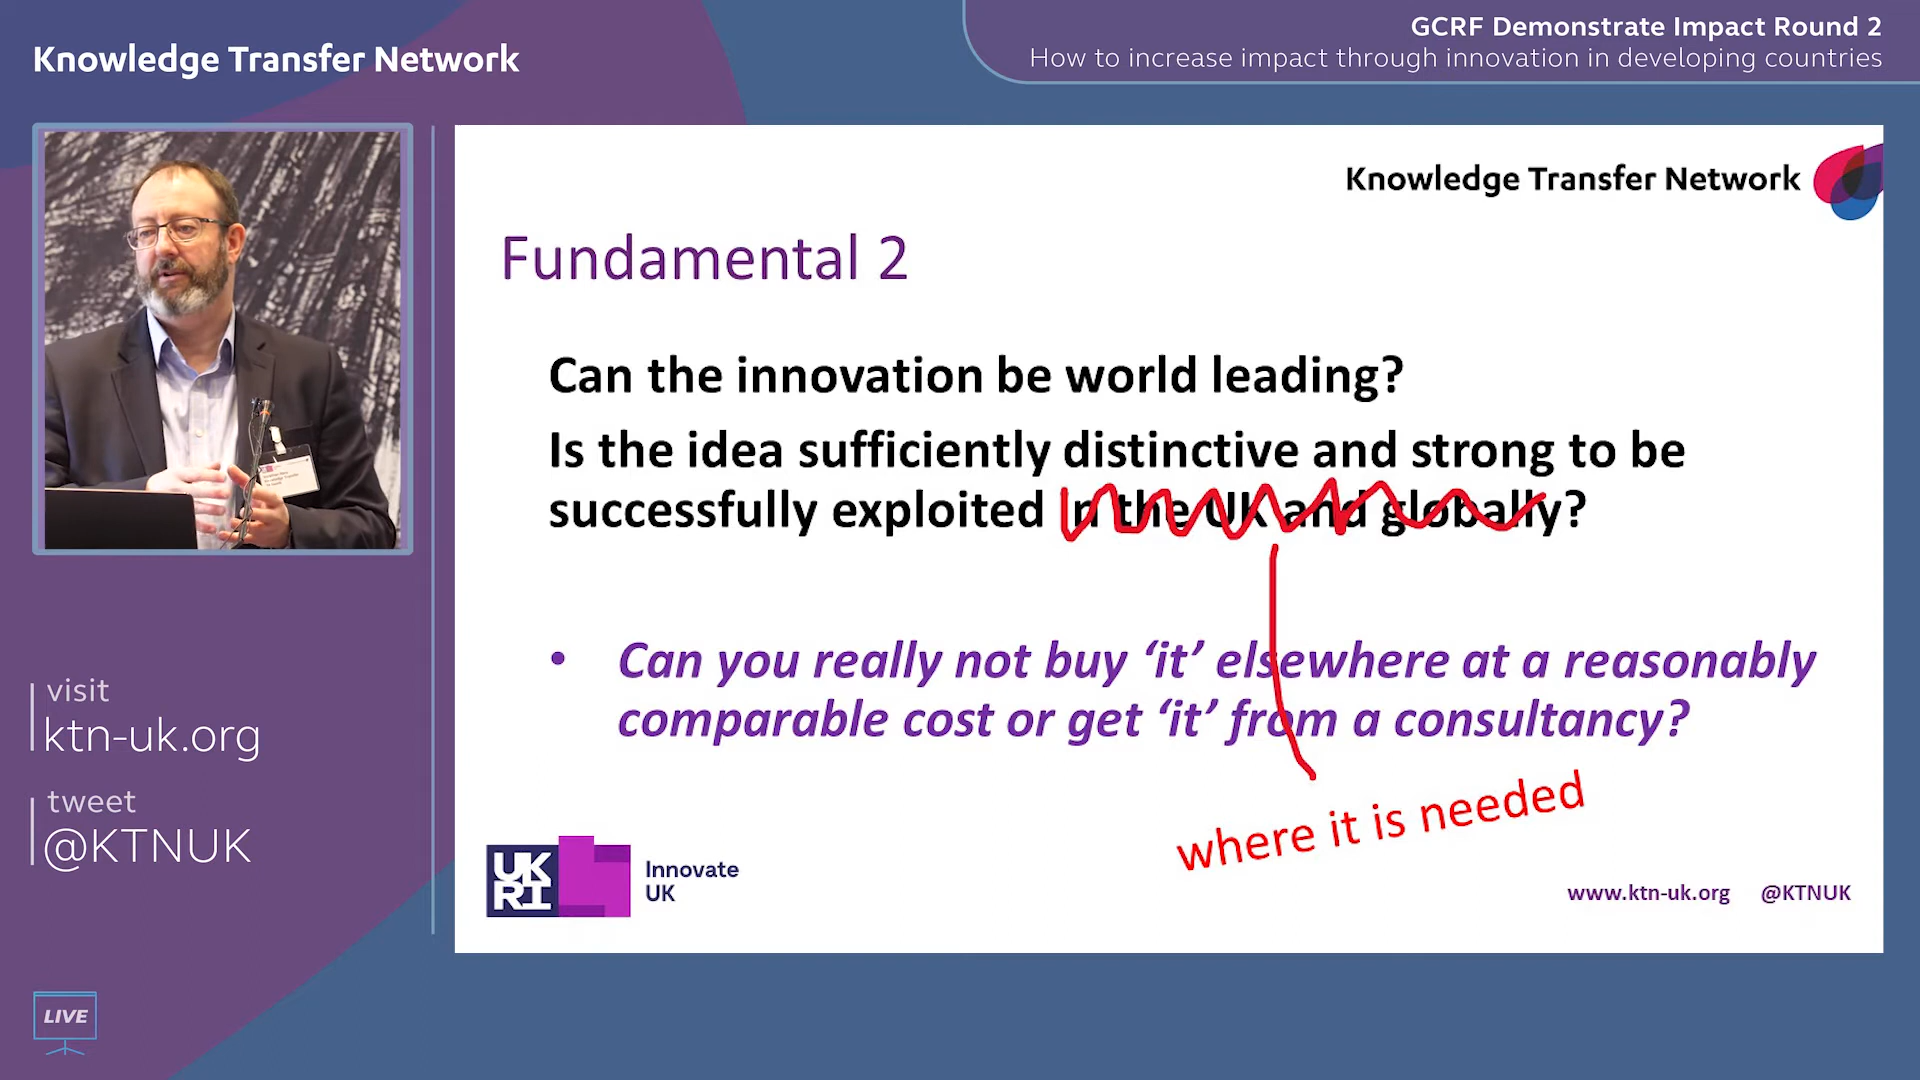 Knowledge Transfer Network
GCRF Demonstrate Impact Round 2
How to increase impact through innovation in developing countries
Knowledge Transfer Network
Fundamental 2
Can the innovation be world leading?
Is the idea sufficiently distinctive and strong to be
successfully exploited in the UK and globally?
• Can you really not buy ‘it’ elsewhere at a reasonably
comparable cost or get ‘it’ from a consultancy?
where it is needed
UK
RI
Innovate
UK
www.ktn-uk.org @KTNUK
visit
ktn-uk.org
tweet
@KTNUK
LIVE